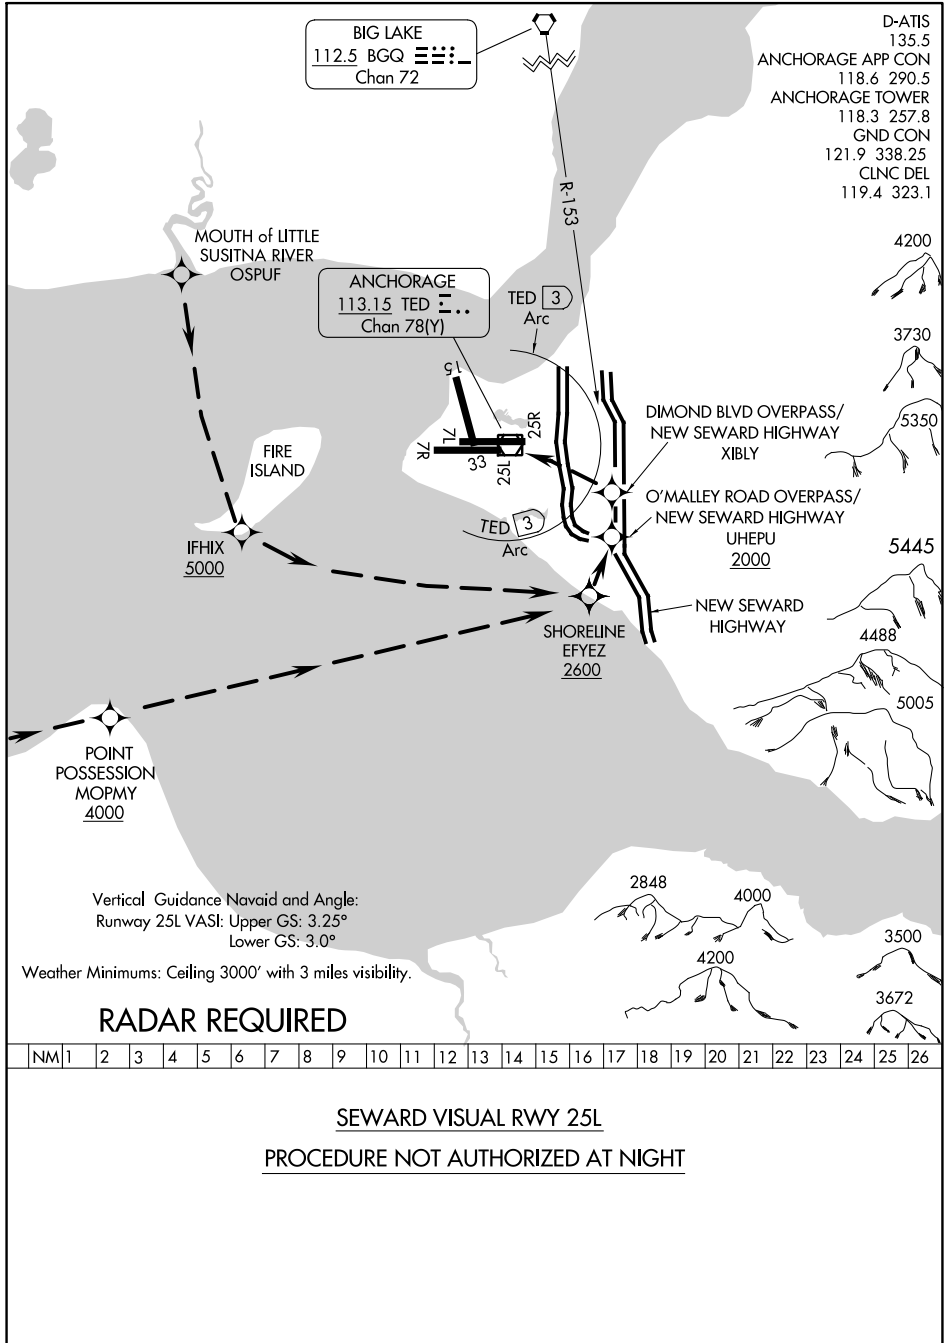 BIG LAKE
112.5 BGQ
Chan 72
D-ATIS
135.5
ANCHORAGE APP CON
118.6 290.5
ANCHORAGE TOWER
118.3 257.8
GND CON
121.9 338.25
CLNC DEL
119.4 323.1
R-153
MOUTH of LITTLE
SUSITNA RIVER
OSPUF
ANCHORAGE
113.15 TED
Chan 78(Y)
TED 3
Arc
4200
3730
5350
15
7L
7R
33
25L
25R
DIMOND BLVD OVERPASS/
NEW SEWARD HIGHWAY
XIBLY
FIRE
ISLAND
O'MALLEY ROAD OVERPASS/
NEW SEWARD HIGHWAY
UHEPU
2000
TED 3
Arc
IFHIX
5000
5445
NEW SEWARD
HIGHWAY
SHORELINE
EFYEZ
2600
4488
5005
POINT
POSSESSION
MOPMY
4000
Vertical Guidance Navaid and Angle:
Runway 25L VASI: Upper GS: 3.25°
Lower GS: 3.0°
Weather Minimums: Ceiling 3000' with 3 miles visibility.
2848
4000
4200
3500
3672
RADAR REQUIRED
NM 1 2 3 4 5 6 7 8 9 10 11 12 13 14 15 16 17 18 19 20 21 22 23 24 25 26
SEWARD VISUAL RWY 25L
PROCEDURE NOT AUTHORIZED AT NIGHT